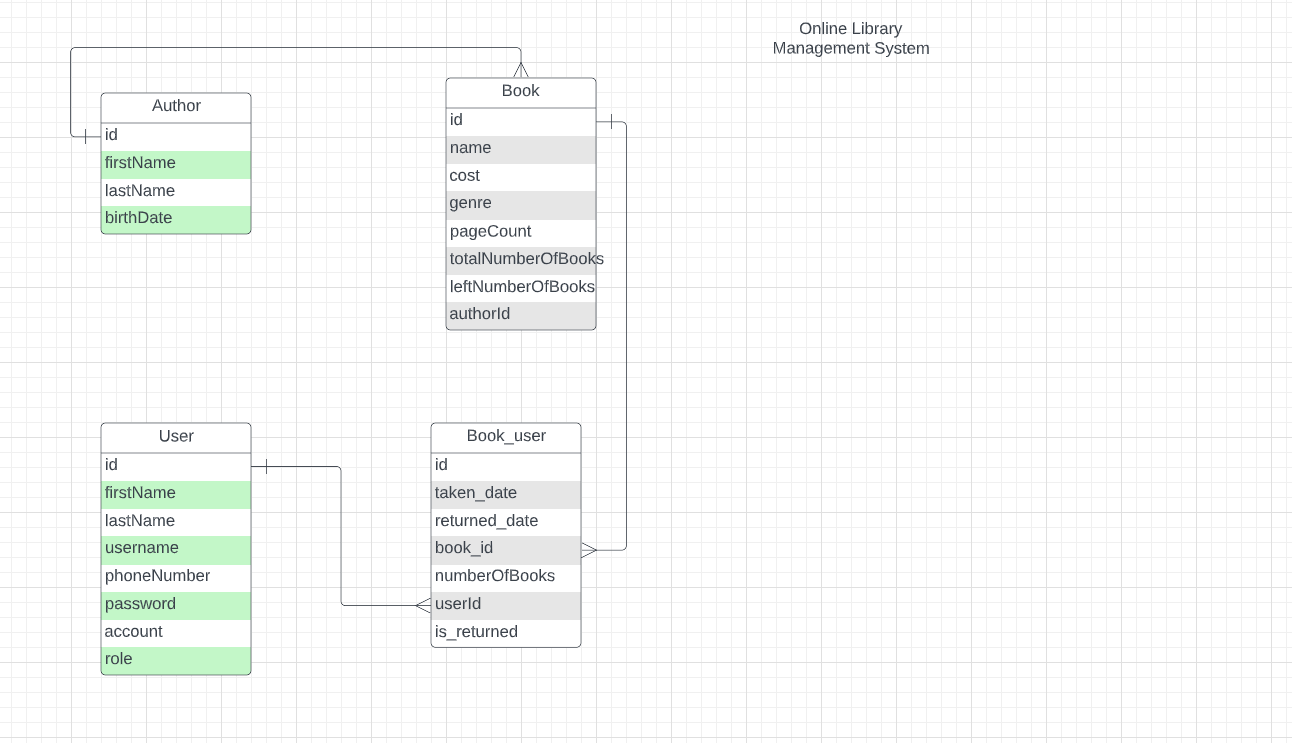 Online Library
Management System
Author
id
firstName
lastName
birthDate
Book
id
name
cost
genre
pageCount
totalNumberOfBooks
leftNumberOfBooks
authorId
User
id
firstName
lastName
username
phoneNumber
password
account
role
Book_user
id
taken_date
returned_date
book_id
numberOfBooks
userId
is_returned